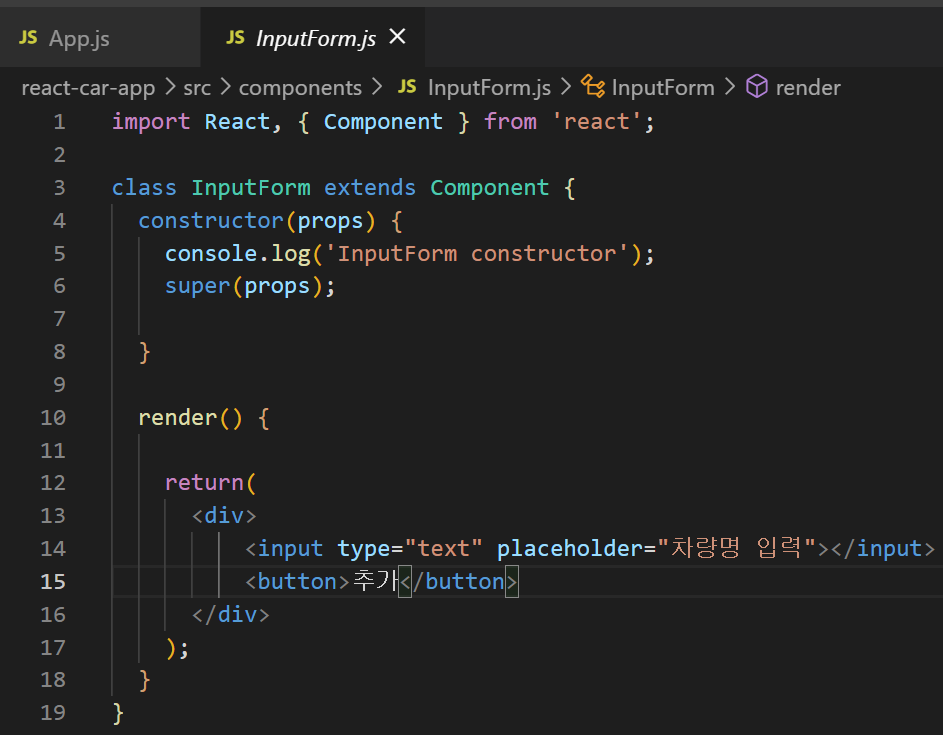 JS App.js JS InputForm.js ×
react-car-app > src > components > JS InputForm.js > InputForm > render
1 import React, { Component } from 'react';
2
3 class InputForm extends Component {
4 constructor(props) {
5 console.log('InputForm constructor');
6 super(props);
7
8 }
9
10 render() {
11
12 return(
13 <div>
14 <input type="text" placeholder="차량명 입력"></input>
15 <button>추가</button>
16 </div>
17 );
18 }
19 }